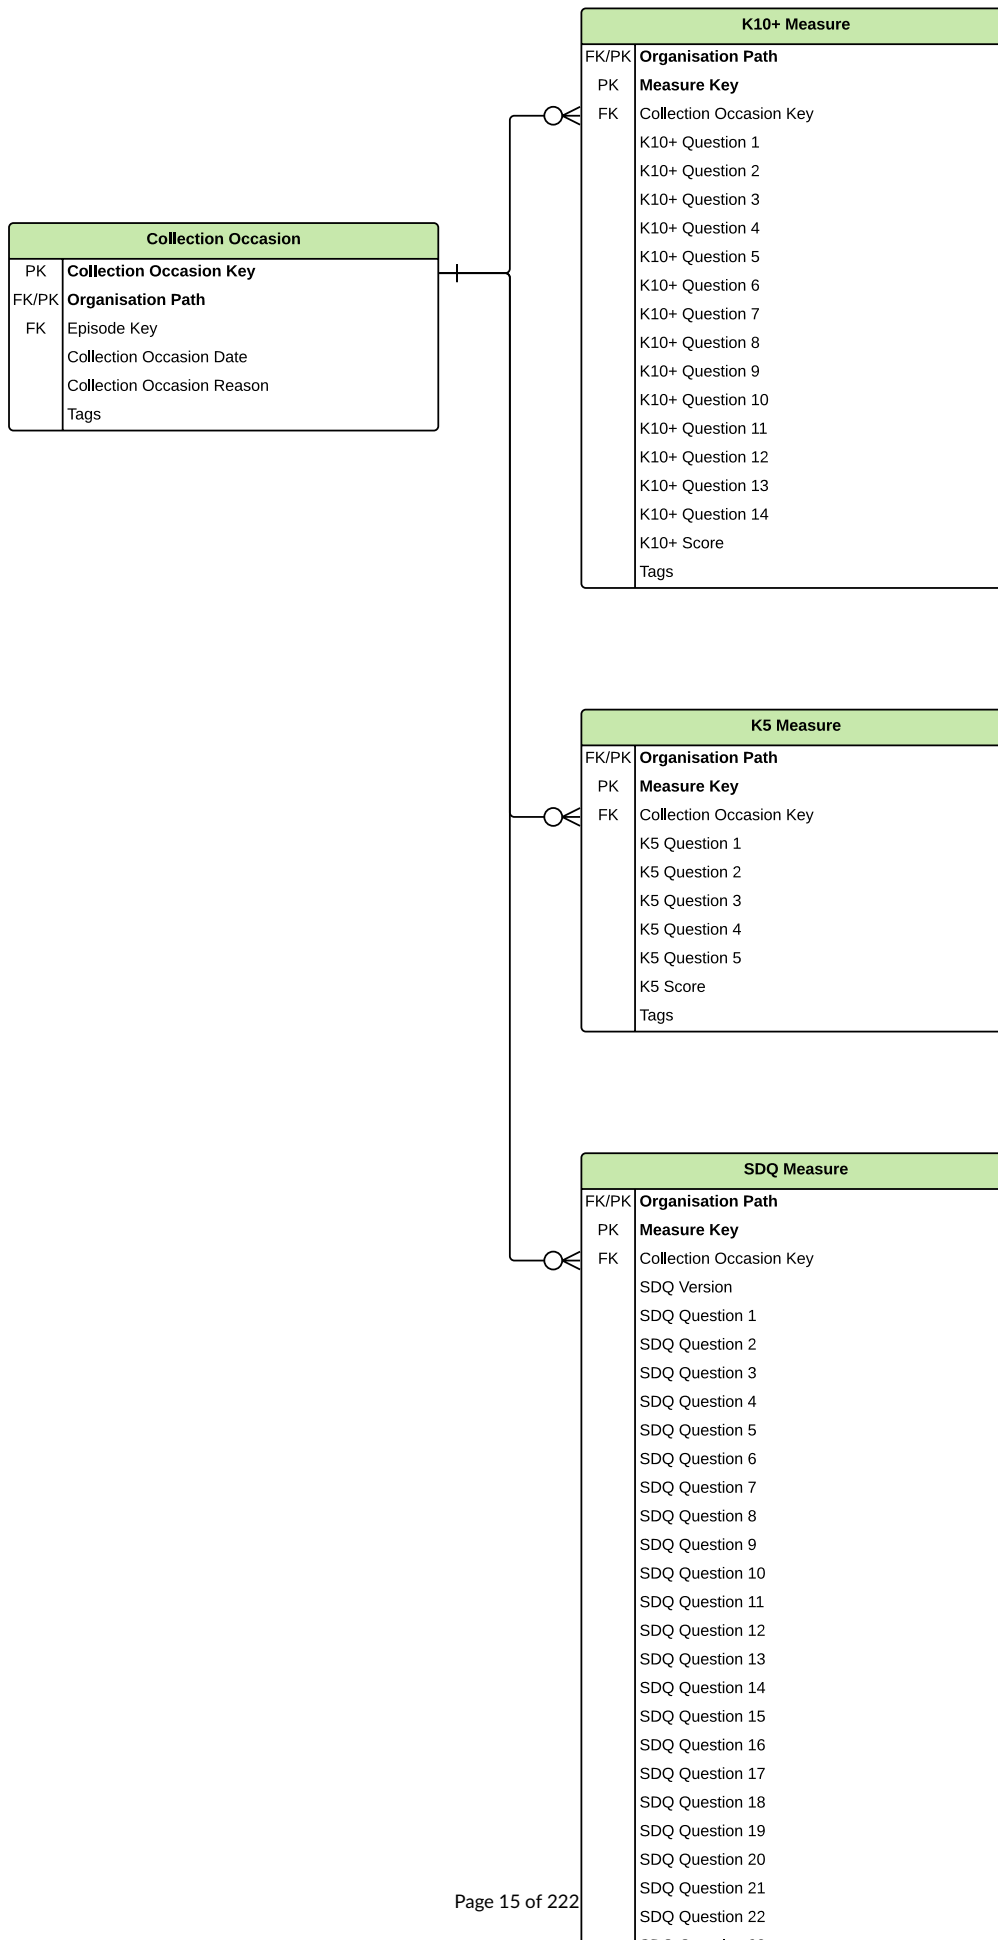 K10+ Measure
FK/PK Organisation Path
PK Measure Key
FK Collection Occasion Key
K10+ Question 1
K10+ Question 2
K10+ Question 3
K10+ Question 4
K10+ Question 5
K10+ Question 6
K10+ Question 7
K10+ Question 8
K10+ Question 9
K10+ Question 10
K10+ Question 11
K10+ Question 12
K10+ Question 13
K10+ Question 14
K10+ Score
Tags
Collection Occasion
PK Collection Occasion Key
FK/PK Organisation Path
FK Episode Key
Collection Occasion Date
Collection Occasion Reason
Tags
K5 Measure
FK/PK Organisation Path
PK Measure Key
FK Collection Occasion Key
K5 Question 1
K5 Question 2
K5 Question 3
K5 Question 4
K5 Question 5
K5 Score
Tags
SDQ Measure
FK/PK Organisation Path
PK Measure Key
FK Collection Occasion Key
SDQ Version
SDQ Question 1
SDQ Question 2
SDQ Question 3
SDQ Question 4
SDQ Question 5
SDQ Question 6
SDQ Question 7
SDQ Question 8
SDQ Question 9
SDQ Question 10
SDQ Question 11
SDQ Question 12
SDQ Question 13
SDQ Question 14
SDQ Question 15
SDQ Question 16
SDQ Question 17
SDQ Question 18
SDQ Question 19
SDQ Question 20
SDQ Question 21
SDQ Question 22
Page 15 of 222